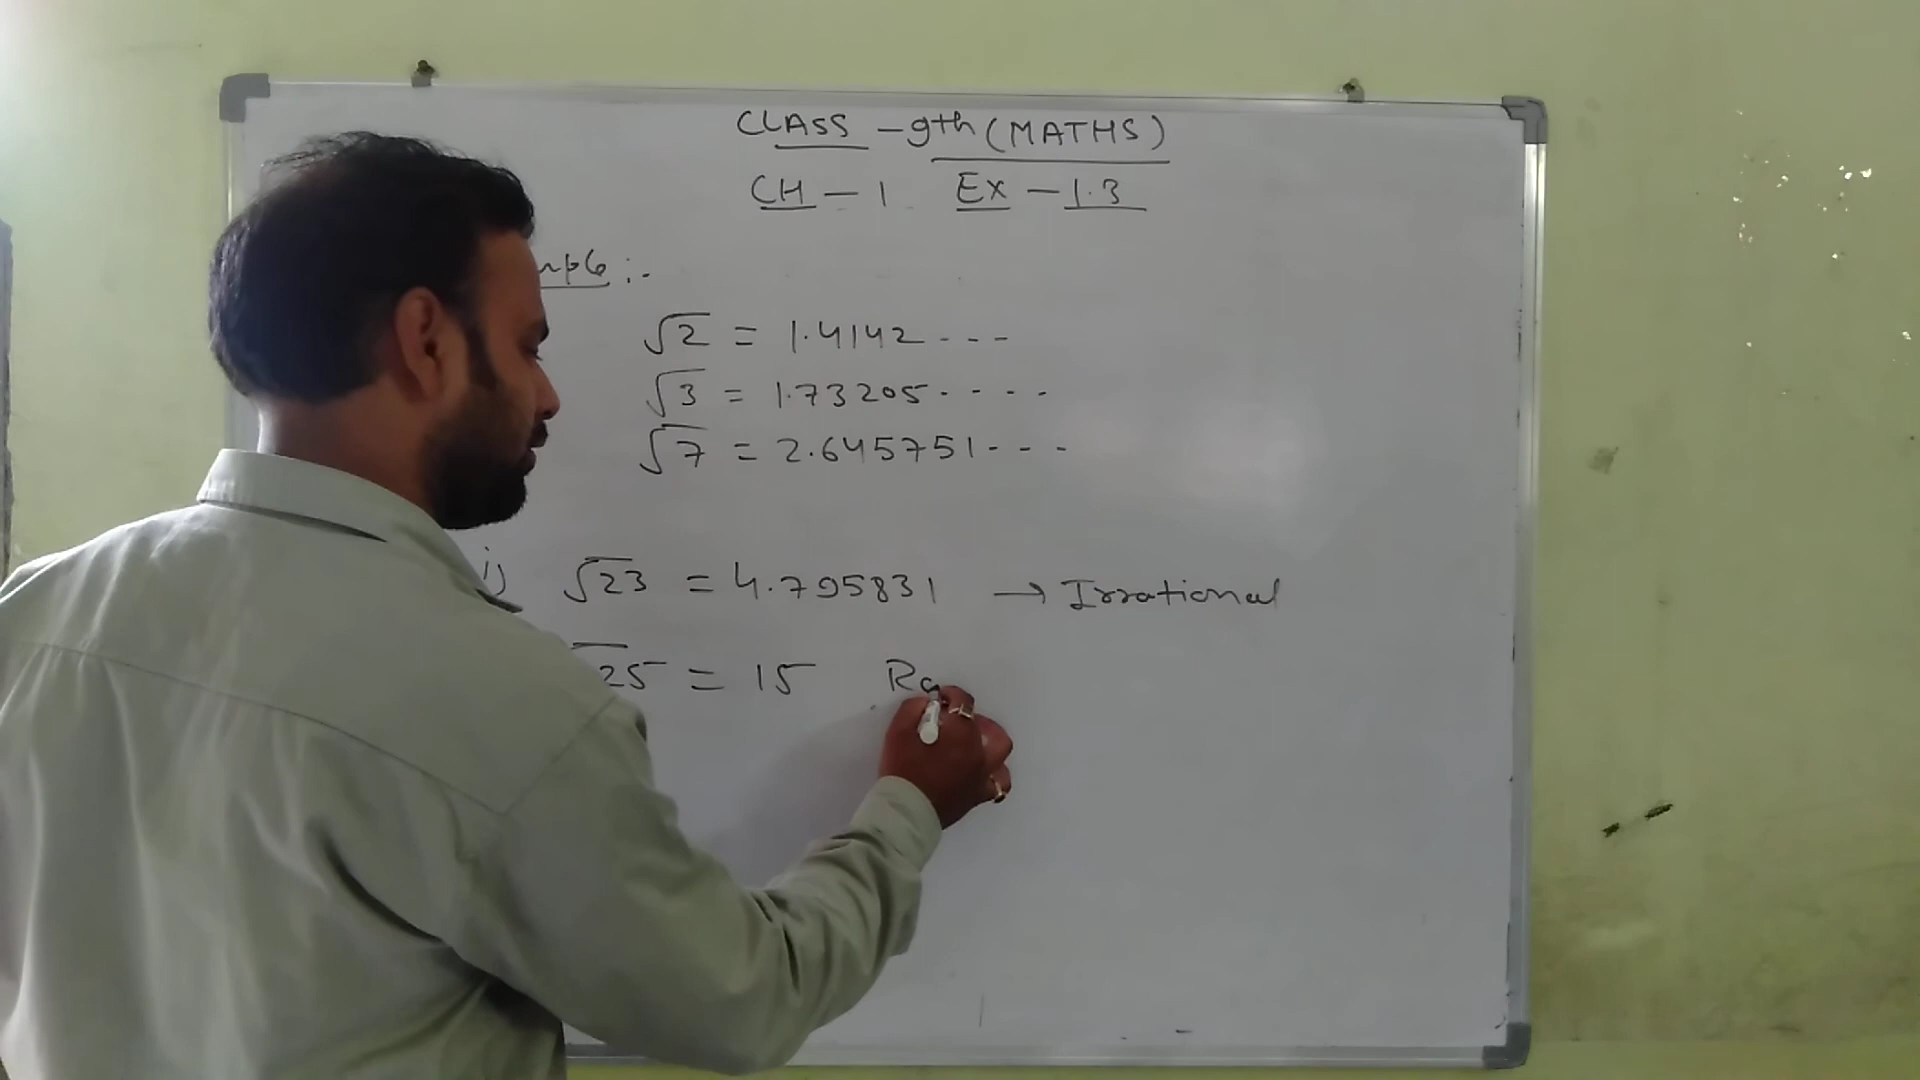 CLASS - 9th (MATHS)
CH - 1 Ex - 1.3
√2 = 1.4142 - - -
√3 = 1.73205 - - - -
√7 = 2.645751 - - -
i) √23 = 4.795831 → Irrational
25 = 15 Ra